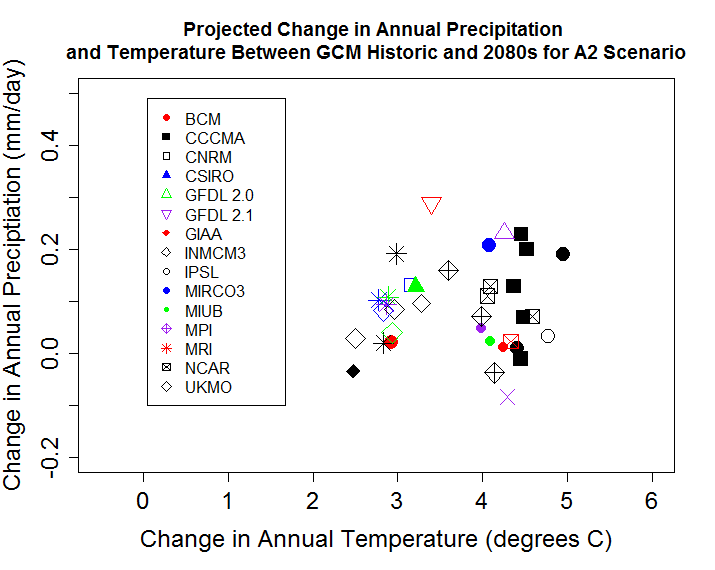 Projected Change in Annual Precipitation
and Temperature Between GCM Historic and 2080s for A2 Scenario
Change in Annual Preciptiation (mm/day)
0.4
0.2
0.0
-0.2
BCM
CCCMA
CNRM
CSIRO
GFDL 2.0
GFDL 2.1
GIAA
INMCM3
IPSL
MIRCO3
MIUB
MPI
MRI
NCAR
UKMO
0 1 2 3 4 5 6
Change in Annual Temperature (degrees C)